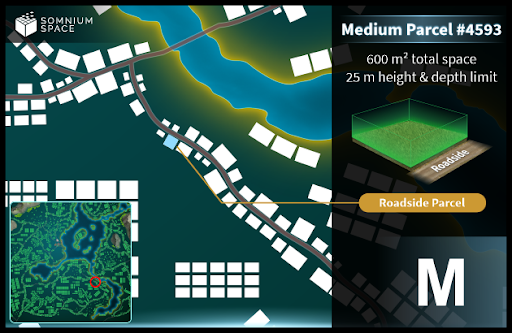 SOMNIUM
SPACE
Medium Parcel #4593
600 m² total space
25 m height & depth limit
Roadside
Roadside Parcel
M